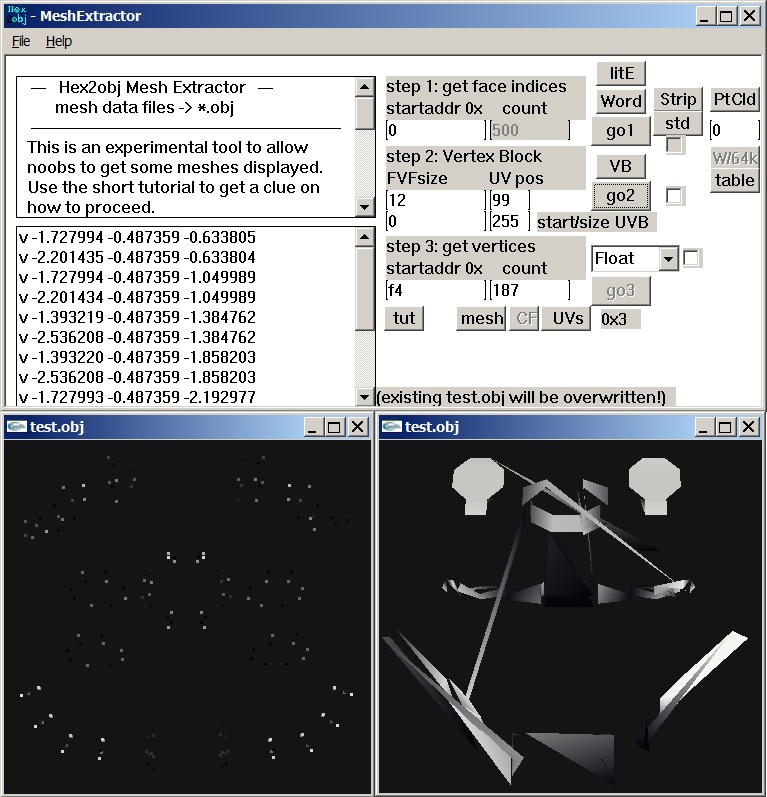 Hex
obj - MeshExtractor
File Help
— Hex2obj Mesh Extractor —
mesh data files -> *.obj
This is an experimental tool to allow
noobs to get some meshes displayed.
Use the short tutorial to get a clue on
how to proceed.
v -1.727994 -0.487359 -0.633805
v -2.201435 -0.487359 -0.633804
v -1.727994 -0.487359 -1.049989
v -2.201434 -0.487359 -1.049989
v -1.393219 -0.487359 -1.384762
v -2.536208 -0.487359 -1.384762
v -1.393220 -0.487359 -1.858203
v -2.536208 -0.487359 -1.858203
v -1.727993 -0.487359 -2.192977
step 1: get face indices
startaddr 0x count
0 500
step 2: Vertex Block
FVFsize UV pos
12 99
0 255 start/size UVB
step 3: get vertices
startaddr 0x count
f4 187
tut mesh CF UVs 0x3
(existing test.obj will be overwritten!)
litE
Word
go1
VB
go2
Float
go3
Strip
std
PtCld
0
W/64k
table
test.obj
test.obj